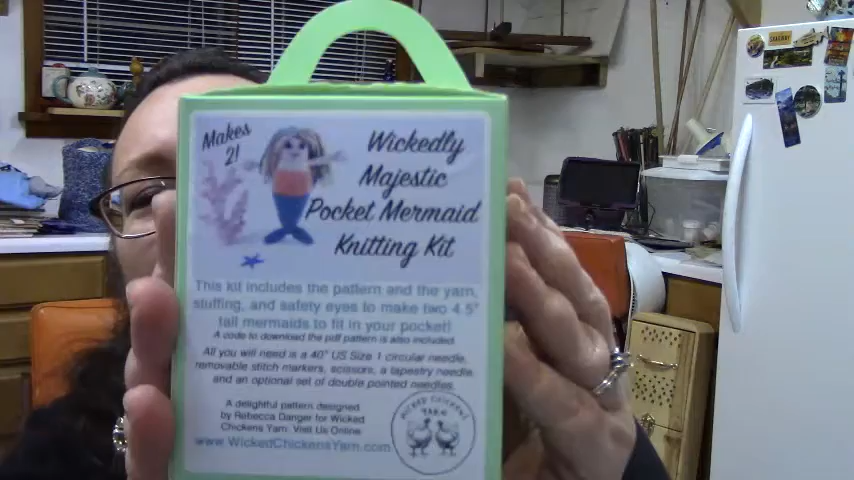 Makes
2!
Wickedly
Majestic
Pocket Mermaid
Knitting Kit
This kit includes the pattern and the yarn,
stuffing, and safety eyes to make two 4.5"
tall mermaids to fit in your pocket!
A code to download the pdf pattern is also included.
All you will need is a 40" US Size 1 circular needle,
removable stitch markers, scissors, a tapestry needle
and an optional set of double pointed needles.
A delightful pattern designed
by Rebecca Danger for Wicked
Chickens Yarn. Visit Us Online
www.WickedChickensYarn.com
WICKED CHICKENS
YARN